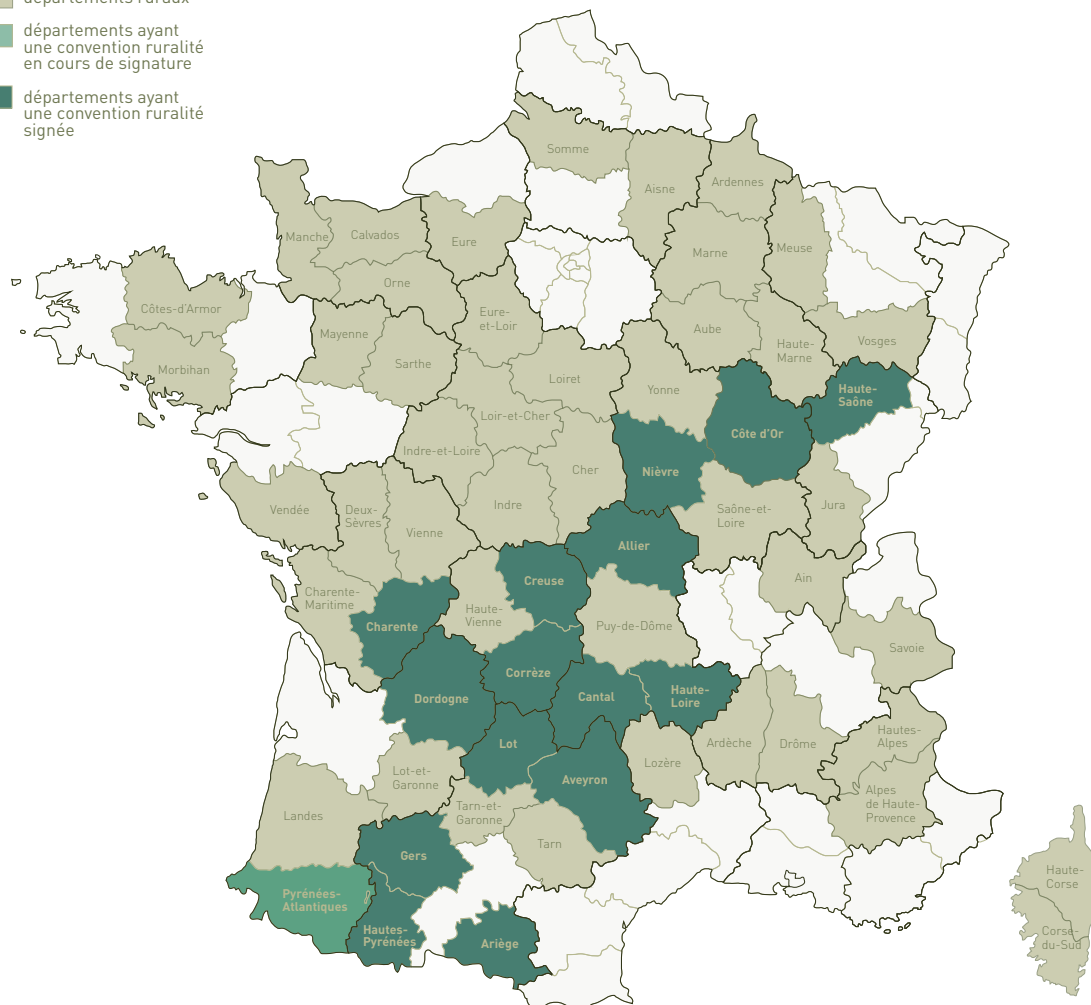 départements ruraux
départements ayant
une convention ruralité
en cours de signature
départements ayant
une convention ruralité
signée
Somme
Aisne
Ardennes
Manche
Calvados
Eure
Marne
Meuse
Orne
Côtes-d'Armor
Eure-
et-Loir
Mayenne
Aube
Haute-
Marne
Vosges
Sarthe
Morbihan
Loiret
Yonne
Haute-
Saône
Loir-et-Cher
Côte d'Or
Indre-et-Loire
Cher
Nièvre
Vendée
Deux-
Sèvres
Indre
Saône-et-
Loire
Jura
Vienne
Allier
Creuse
Ain
Charente-
Maritime
Haute-
Vienne
Charente
Puy-de-Dôme
Savoie
Corrèze
Dordogne
Cantal
Haute-
Loire
Lot
Ardèche
Drôme
Hautes-
Alpes
Lozère
Lot-et-
Garonne
Aveyron
Alpes
de Haute-
Provence
Landes
Tarn-et-
Garonne
Tarn
Gers
Haute-
Corse
Pyrénées-
Atlantiques
Hautes-
Pyrénées
Ariège
Corse-
du-Sud